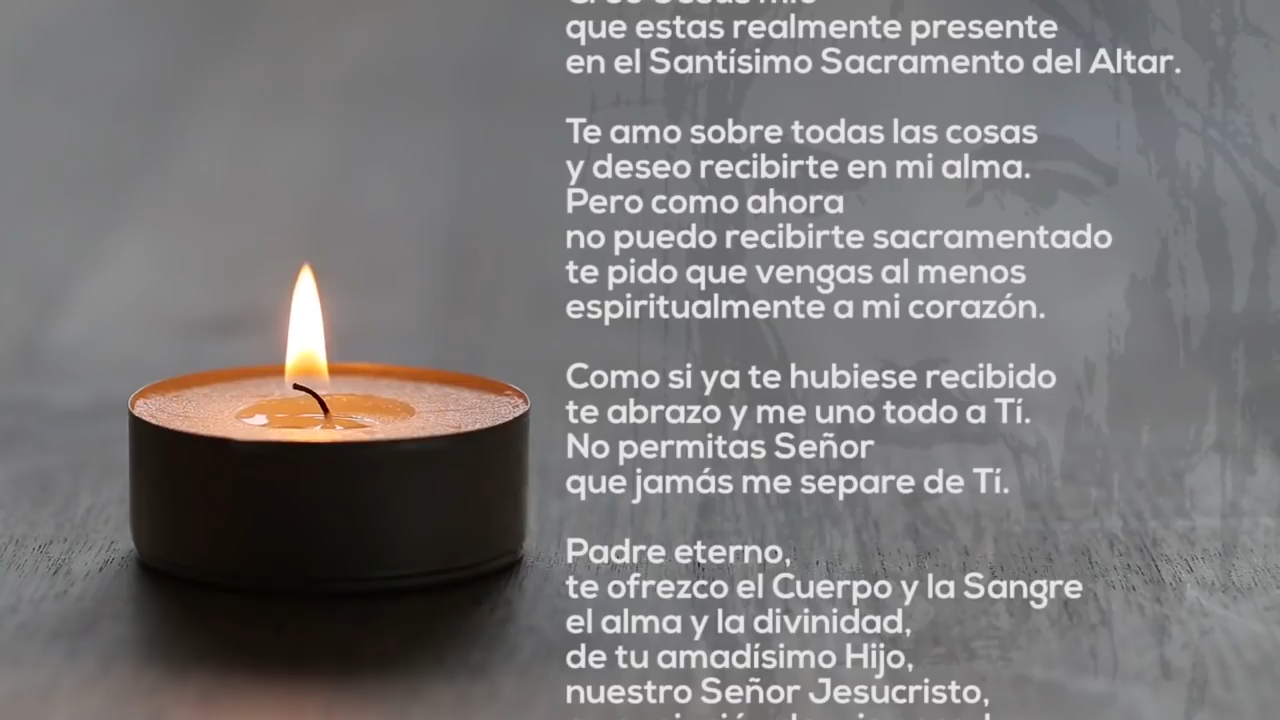 que estas realmente presente
en el Santísimo Sacramento del Altar.
Te amo sobre todas las cosas
y deseo recibirte en mi alma.
Pero como ahora
no puedo recibirte sacramentado
te pido que vengas al menos
espiritualmente a mi corazón.
Como si ya te hubiese recibido
te abrazo y me uno todo a Tí.
No permitas Señor
que jamás me separe de Tí.
Padre eterno,
te ofrezco el Cuerpo y la Sangre
el alma y la divinidad,
de tu amadísimo Hijo,
nuestro Señor Jesucristo,